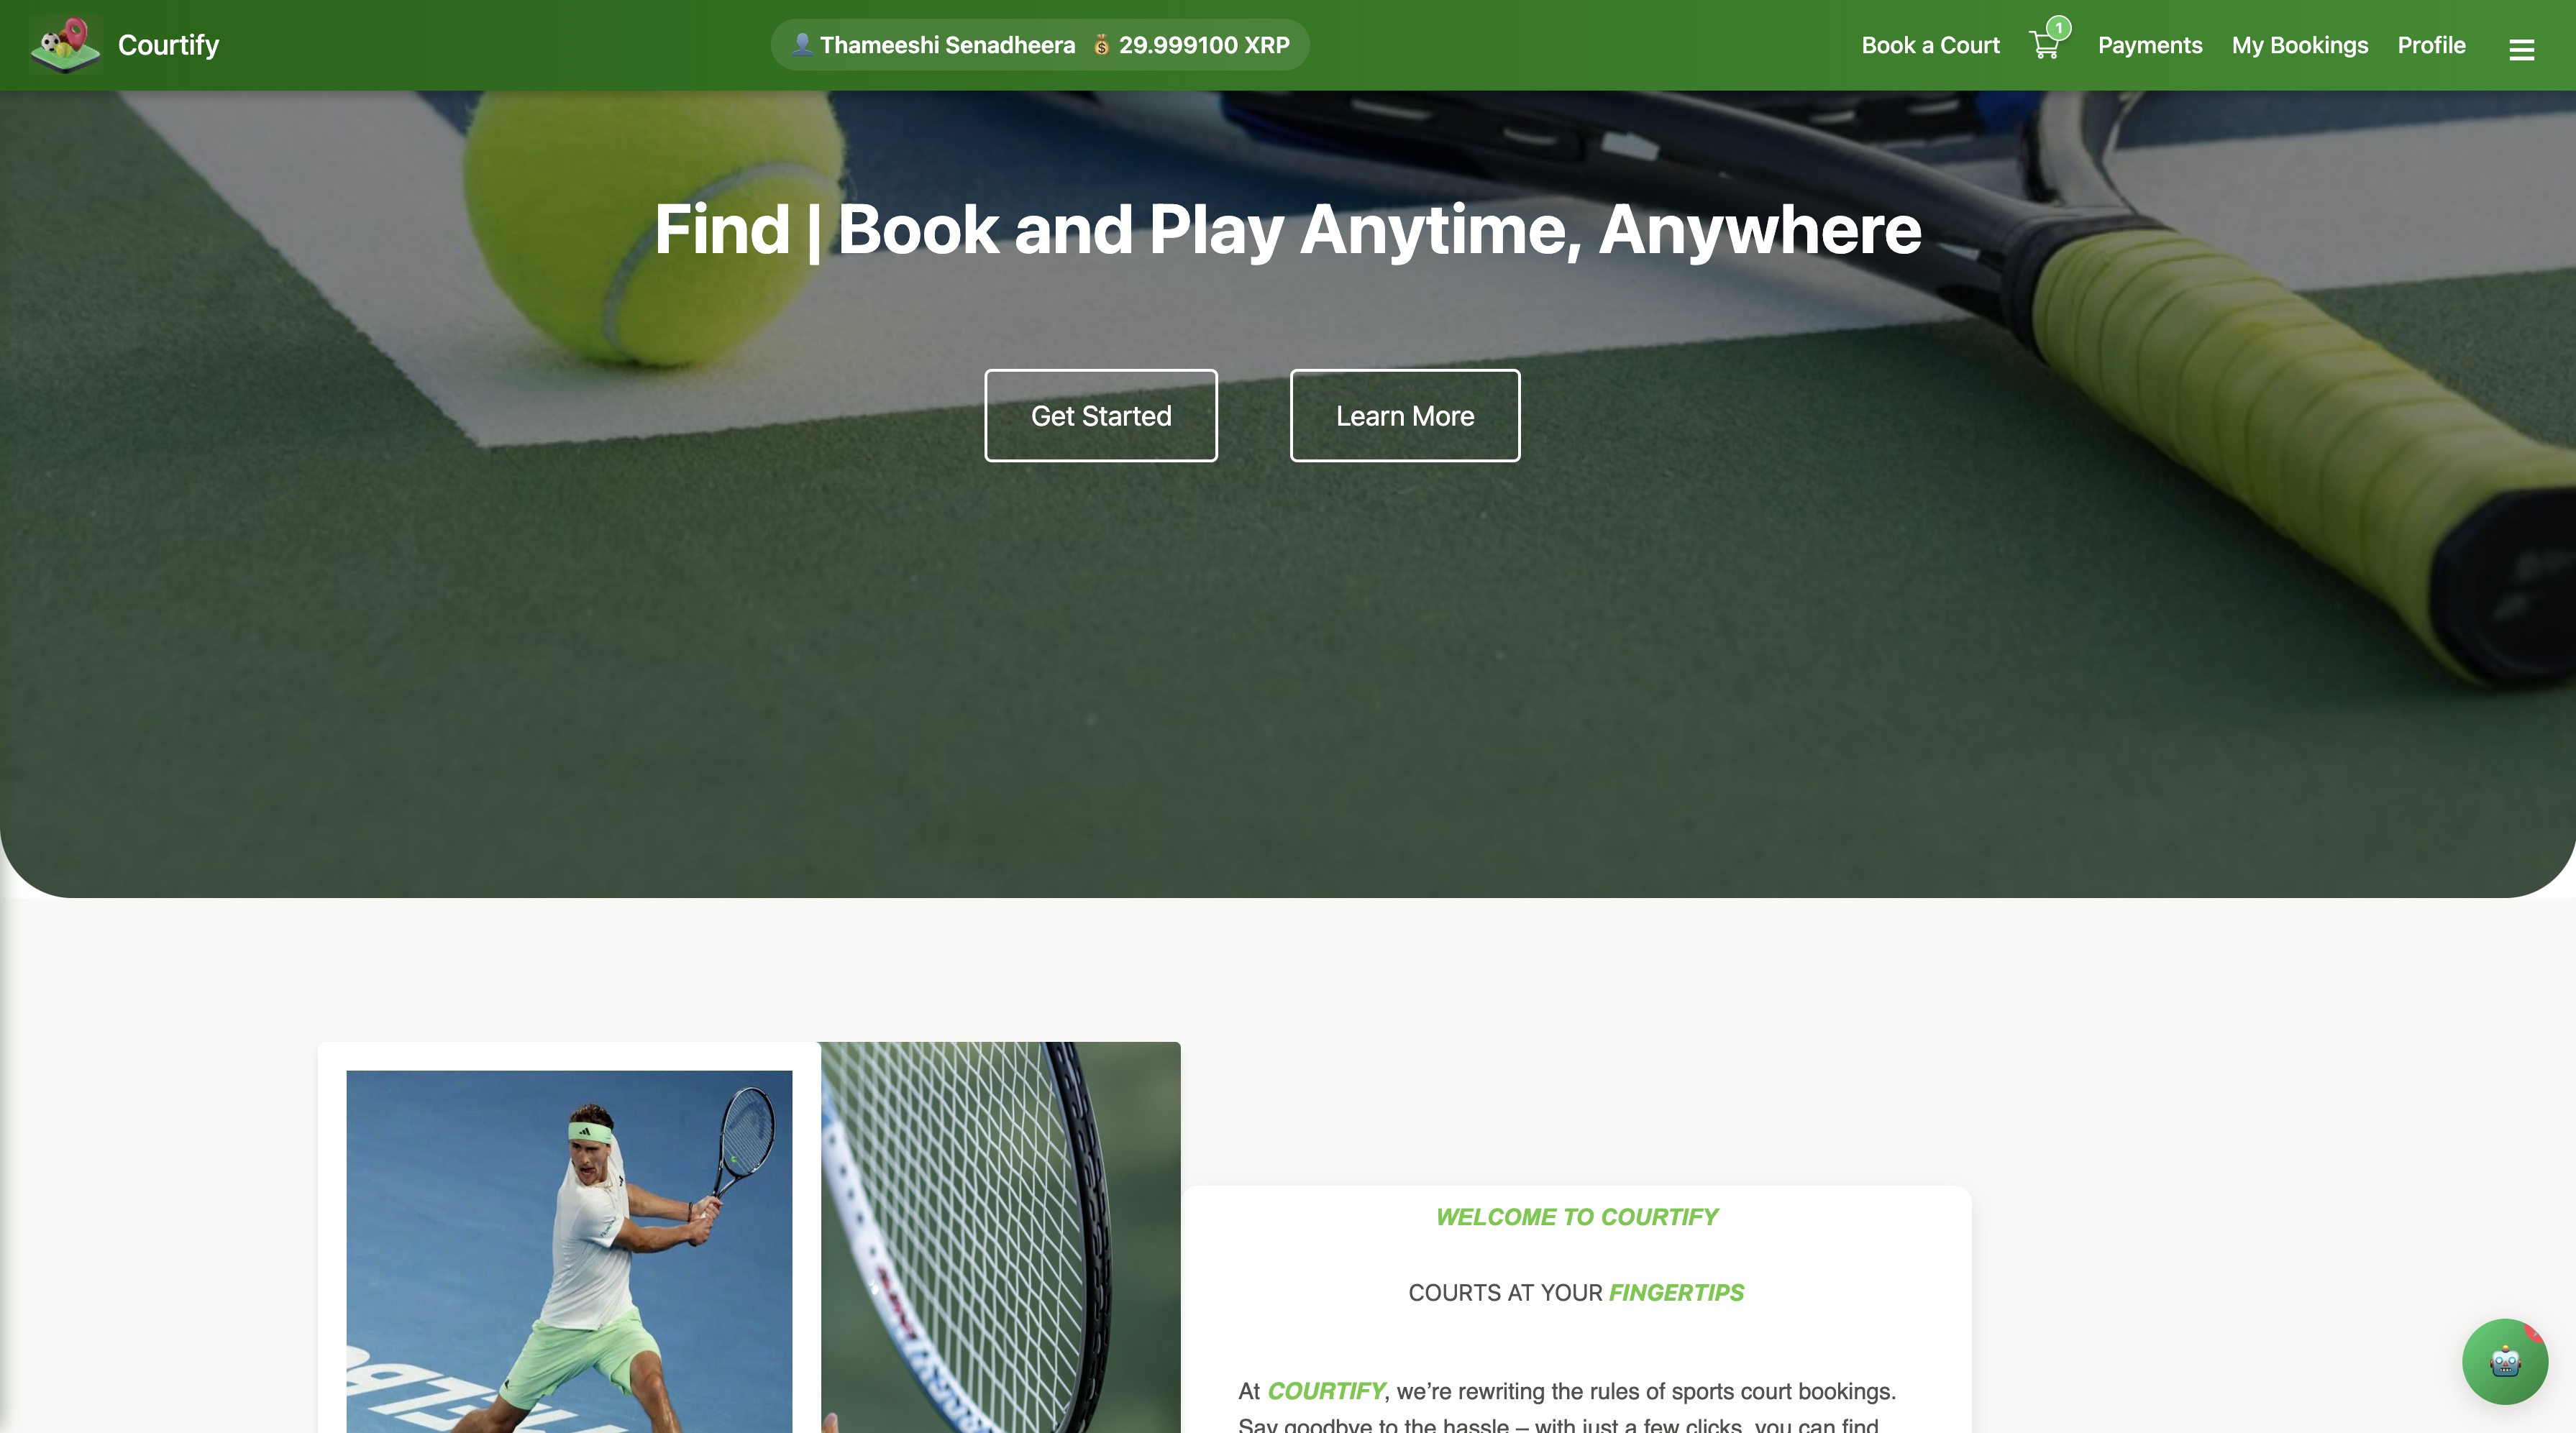 Courtify
Thameeshi Senadheera 29.999100 XRP
Book a Court
1
Payments
My Bookings
Profile
Find | Book and Play Anytime, Anywhere
Get Started
Learn More
WELCOME TO COURTIFY
COURTS AT YOUR FINGERTIPS
At COURTIFY, we’re rewriting the rules of sports court bookings.
Say goodbye to the hassle – with just a few clicks, you can find